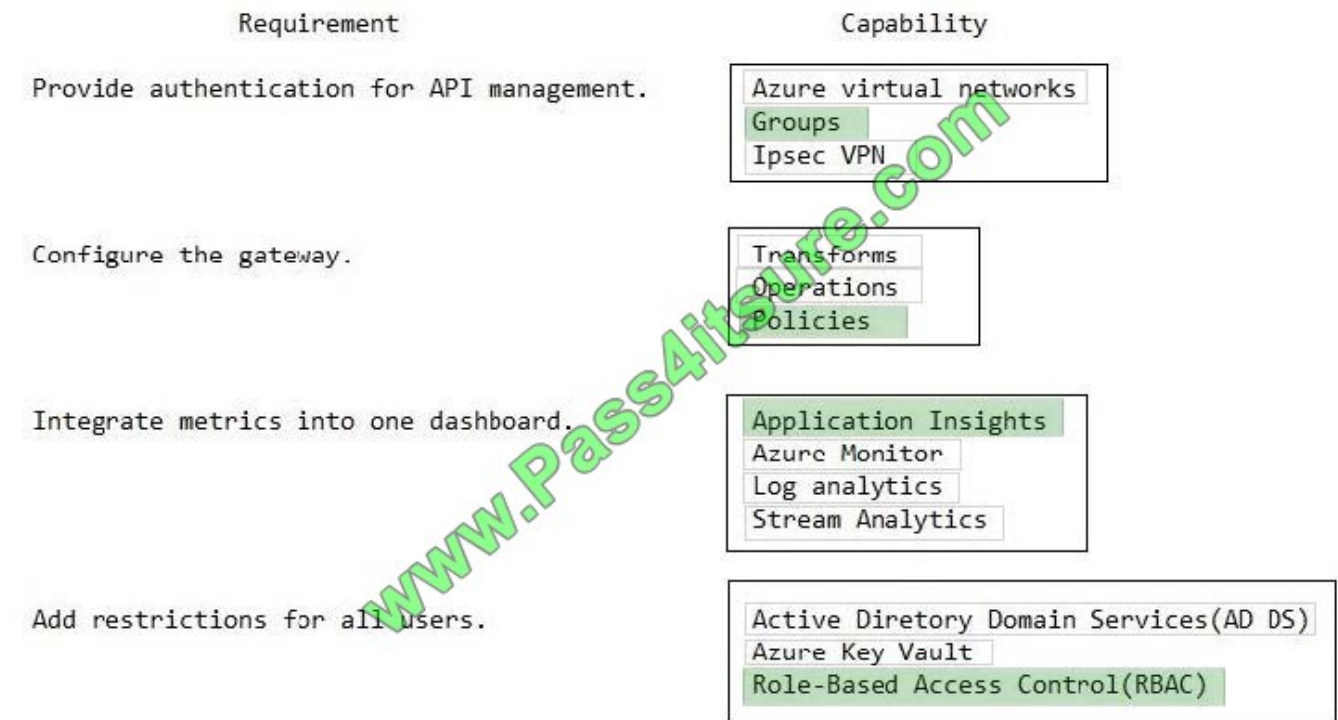 Requirement Capability
Provide authentication for API management.
Azure virtual networks
Groups
Ipsec VPN
Configure the gateway.
Transforms
Operations
Policies
Integrate metrics into one dashboard.
Application Insights
Azure Monitor
Log analytics
Stream Analytics
Add restrictions for all users.
Active Diretory Domain Services(AD DS)
Azure Key Vault
Role-Based Access Control(RBAC)
www.Pass4itsure.com